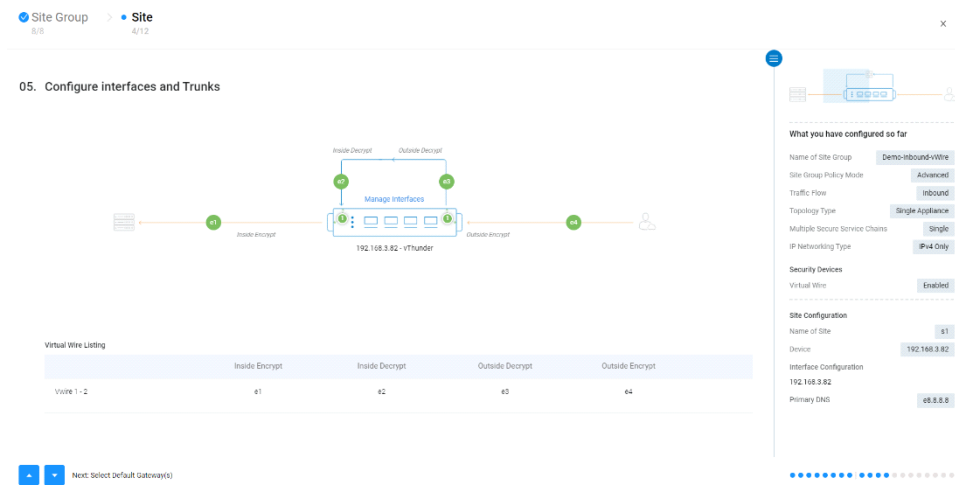 Site Group
Site
8/8
4/12
05. Configure interfaces and Trunks
Inside Decrypt
Outside Decrypt
e2
e3
Manage Interfaces
e1
1
1
e4
Inside Encrypt
Outside Encrypt
192.168.3.82 - vThunder
Virtual Wire Listing
Inside Encrypt Inside Decrypt Outside Decrypt Outside Encrypt
Vwire 1 - 2 e1 e2 e3 e4
Next: Select Default Gateway(s)
What you have configured so far
Name of Site Group Demo-Inbound-vWire
Site Group Policy Mode Advanced
Traffic Flow Inbound
Topology Type Single Appliance
Multiple Secure Service Chains Single
IP Networking Type IPv4 Only
Security Devices
Virtual Wire Enabled
Site Configuration
Name of Site s1
Device 192.168.3.82
Interface Configuration
192.168.3.82
Primary DNS e8.8.8.8